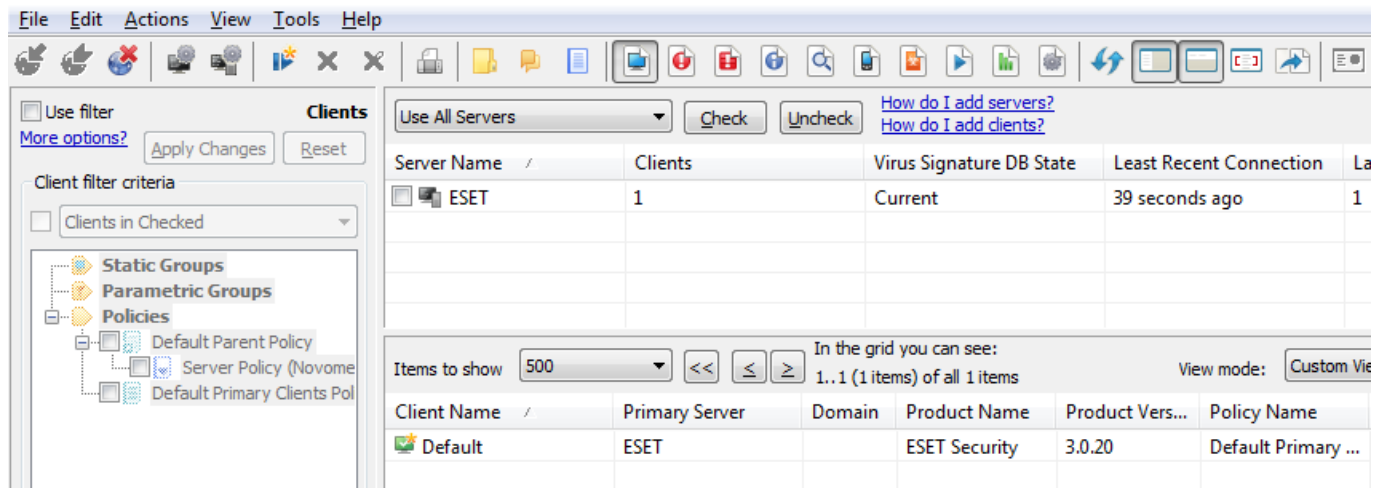 File Edit Actions View Tools Help
Use filter Clients
More options? Apply Changes Reset
Client filter criteria
Clients in Checked
Static Groups
Parametric Groups
Policies
Default Parent Policy
Server Policy (Novome
Default Primary Clients Pol
Use All Servers Check Uncheck How do I add servers?
How do I add clients?
Server Name Clients Virus Signature DB State Least Recent Connection La
ESET 1 Current 39 seconds ago 1
Items to show 500 << < > In the grid you can see:
1..1 (1 items) of all 1 items View mode: Custom Vie
Client Name Primary Server Domain Product Name Product Vers... Policy Name
Default ESET ESET Security 3.0.20 Default Primary ...